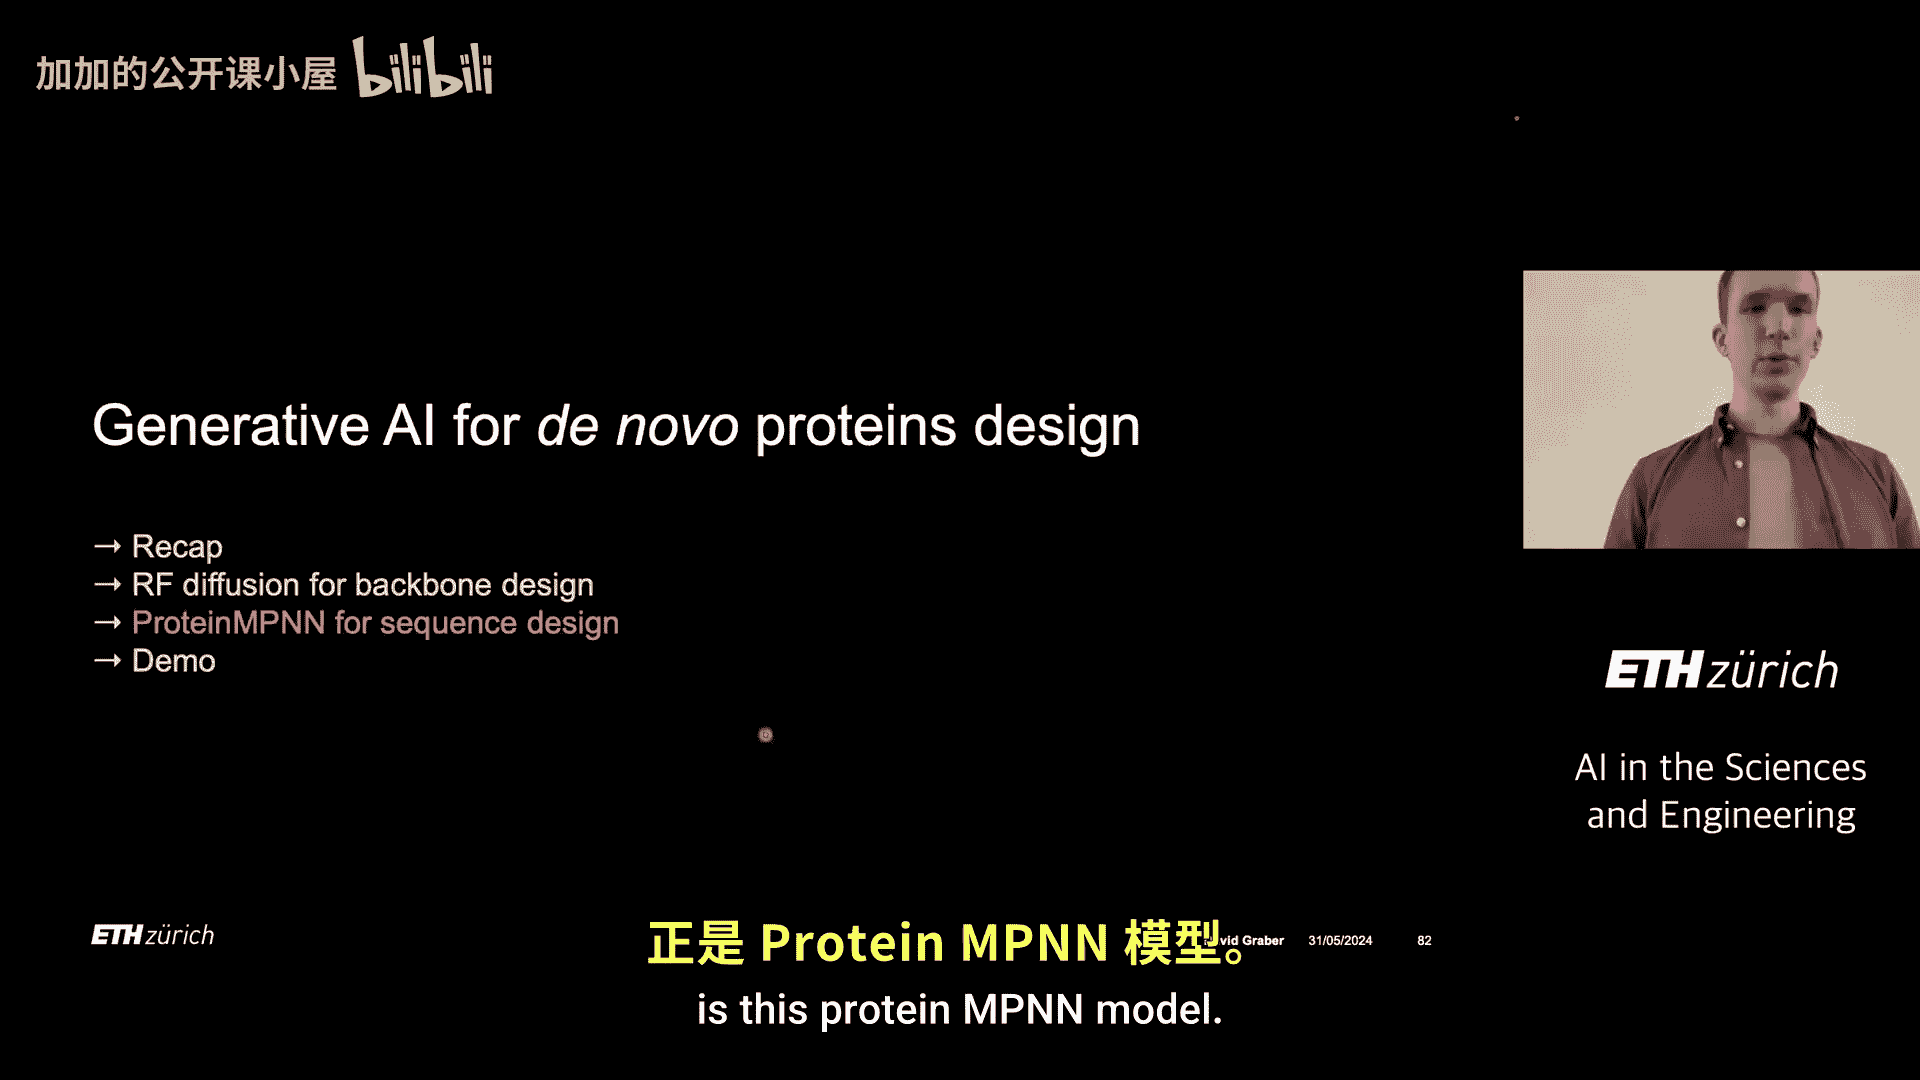 加加的公开课小屋 bilibili
Generative AI for de novo proteins design
→ Recap
→ RF diffusion for backbone design
→ ProteinMPNN for sequence design
→ Demo
ETH zürich
AI in the Sciences
and Engineering
ETH zürich
vid Graber 31/05/2024 82
正是 Protein MPNN 模型。
is this protein MPNN model.